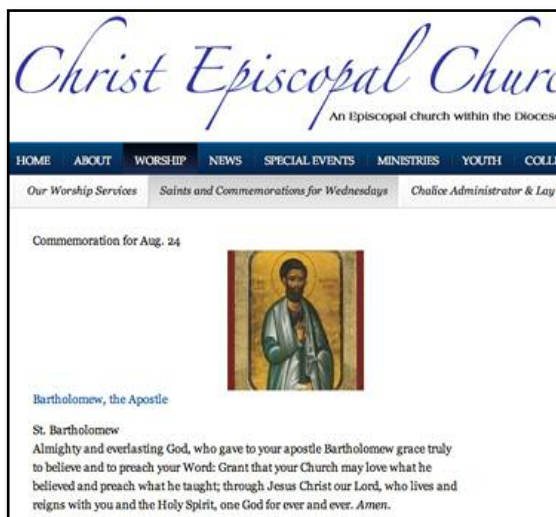 Christ Episcopal Churc
An Episcopal church within the Diocese
HOME ABOUT WORSHIP NEWS SPECIAL EVENTS MINISTRIES YOUTH COLL
Our Worship Services Saints and Commemorations for Wednesdays Chalice Administrator & Lay
Commemoration for Aug. 24
Bartholomew, the Apostle
St. Bartholomew
Almighty and everlasting God, who gave to your apostle Bartholomew grace truly
to believe and to preach your Word: Grant that your Church may love what he
believed and preach what he taught; through Jesus Christ our Lord, who lives and
reigns with you and the Holy Spirit, one God for ever and ever. Amen.